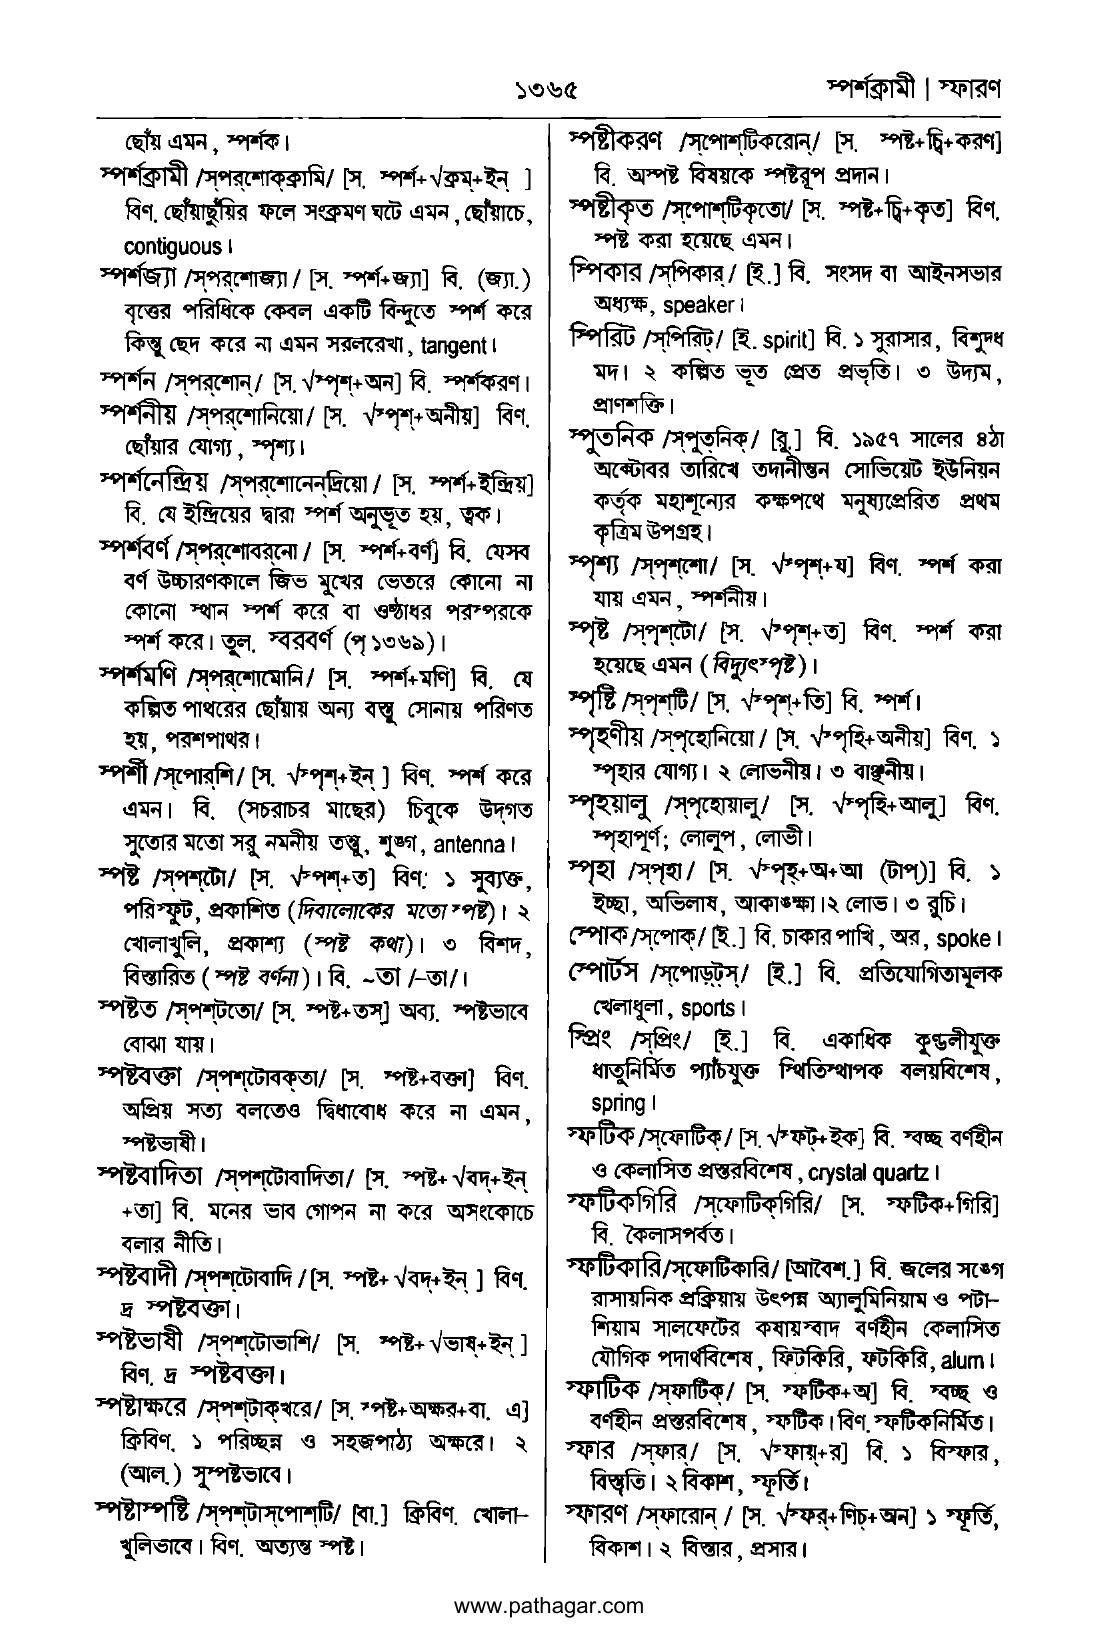 ১৩৬৫
স্পর্শক্রামী | স্ফারণ
ছোঁয় এমন, স্পর্শক।
স্পর্শক্রামী /স্পর্‌শোক্‌ক্রামি/ [স. স্পর্শ+√ক্রম্+ইন্ ]
বিণ. ছোঁয়াছুঁয়ির ফলে সংক্রমণ ঘটে এমন, ছোঁয়াচে,
contiguous।
স্পর্শজ্যা /স্পর্‌শোজ্যা/ [স. স্পর্শ+জ্যা] বি. (জ্যা.)
বৃত্তের পরিধিকে কেবল একটি বিন্দুতে স্পর্শ করে
কিন্তু ছেদ করে না এমন সরলরেখা, tangent।
স্পর্শন /স্পর্‌শোন্/ [স.√স্পৃশ্+অন] বি. স্পর্শকরণ।
স্পর্শনীয় /স্পর্‌শোনিয়ো/ [স. √স্পৃশ্+অনীয়] বিণ.
ছোঁয়ার যোগ্য, স্পৃশ্য।
স্পর্শনেন্দ্রিয় /স্পর্‌শোনেন্‌দ্রিয়ো/ [স. স্পর্শ+ইন্দ্রিয়]
বি. যে ইন্দ্রিয়ের দ্বারা স্পর্শ অনুভূত হয়, ত্বক।
স্পর্শবর্ণ /স্পর্‌শোবর্‌নো/ [স. স্পর্শ+বর্ণ] বি. যেসব
বর্ণ উচ্চারণকালে জিভ মুখের ভেতরে কোনো না
কোনো স্থান স্পর্শ করে বা ওষ্ঠাধর পরস্পরকে
স্পর্শ করে। তুল. স্বরবর্ণ (পৃ ১৩৬৯)।
স্পর্শমণি /স্পর্‌শোমোনি/ [স. স্পর্শ+মণি] বি. যে
কল্পিত পাথরের ছোঁয়ায় অন্য বস্তু সোনায় পরিণত
হয়, পরশপাথর।
স্পর্শী /স্পোর্‌শি/ [স. √স্পৃশ্+ইন্ ] বিণ. স্পর্শ করে
এমন। বি. (সচরাচর মাছের) চিবুকে উদ্‌গত
সুতোর মতো সরু নমনীয় তন্তু, শুঙ্গ, antenna।
স্পষ্ট /স্পশ্‌টো/ [স. √স্পশ্+ত] বিণ. ১ সুব্যক্ত,
পরিস্ফুট, প্রকাশিত (দিবালোকের মতো স্পষ্ট)। ২
খোলাখুলি, প্রকাশ্য (স্পষ্ট কথা)। ৩ বিশদ,
বিস্তারিত (স্পষ্ট বর্ণনা)। বি. ~তা /–তা/।
স্পষ্টত /স্পশ্‌টতো/ [স. স্পষ্ট+তস্] অব্য. স্পষ্টভাবে
বোঝা যায়।
স্পষ্টবক্তা /স্পশ্‌টোবক্‌তা/ [স. স্পষ্ট+বক্তা] বিণ.
অপ্রিয় সত্য বলতেও দ্বিধাবোধ করে না এমন,
স্পষ্টভাষী।
স্পষ্টবাদিতা /স্পশ্‌টোবাদিতা/ [স. স্পষ্ট+√বদ্+ইন্
+তা] বি. মনের ভাব গোপন না করে অসংকোচে
বলার নীতি।
স্পষ্টবাদী /স্পশ্‌টোবাদি/ [স. স্পষ্ট+√বদ্+ইন্ ] বিণ.
দ্র স্পষ্টবক্তা।
স্পষ্টভাষী /স্পশ্‌টোভাশি/ [স. স্পষ্ট+√ভাষ্+ইন্ ]
বিণ. দ্র স্পষ্টবক্তা।
স্পষ্টাক্ষরে /স্পশ্‌টাক্‌খরে/ [স. স্পষ্ট+অক্ষর+বা. এ]
ক্রিবিণ. ১ পরিচ্ছন্ন ও সহজপাঠ্য অক্ষরে। ২
(আল.) সুস্পষ্টভাবে।
স্পষ্টাস্পষ্টি /স্পশ্‌টাস্‌পোশ্‌টি/ [বা.] ক্রিবিণ. খোলা–
খুলিভাবে। বিণ. অত্যন্ত স্পষ্ট।
স্পষ্টীকরণ /স্পোশ্‌টিকরোন্/ [স. স্পষ্ট+চ্বি+করণ]
বি. অস্পষ্ট বিষয়কে স্পষ্টরূপ প্রদান।
স্পষ্টীকৃত /স্পোশ্‌টিকৃতো/ [স. স্পষ্ট+চ্বি+কৃত] বিণ.
স্পষ্ট করা হয়েছে এমন।
স্পিকার /স্পিকার্/ [ই.] বি. সংসদ বা আইনসভার
অধ্যক্ষ, speaker।
স্পিরিট /স্পিরিট্/ [ই. spirit] বি. ১ সুরাসার, বিশুদ্ধ
মদ। ২ কল্পিত ভূত প্রেত প্রভৃতি। ৩ উদ্যম,
প্রাণশক্তি।
স্পুতনিক /স্পুত্‌নিক্/ [রু.] বি. ১৯৫৭ সালের ৪ঠা
অক্টোবর তারিখে তদানীন্তন সোভিয়েট ইউনিয়ন
কর্তৃক মহাশূন্যের কক্ষপথে মনুষ্যপ্রেরিত প্রথম
কৃত্রিম উপগ্রহ।
স্পৃশ্য /স্পৃশ্‌শো/ [স. √স্পৃশ্+য] বিণ. স্পর্শ করা
যায় এমন, স্পর্শনীয়।
স্পৃষ্ট /স্পৃশ্‌টো/ [স. √স্পৃশ্+ত] বিণ. স্পর্শ করা
হয়েছে এমন (বিদ্যুৎস্পৃষ্ট)।
স্পৃষ্টি /স্পৃশ্‌টি/ [স. √স্পৃশ্+তি] বি. স্পর্শ।
স্পৃহণীয় /স্পৃহোনিয়ো/ [স. √স্পৃহি+অনীয়] বিণ. ১
স্পৃহার যোগ্য। ২ লোভনীয়। ৩ বাঞ্ছনীয়।
স্পৃহয়ালু /স্পৃহোয়ালু/ [স. √স্পৃহি+আলু] বিণ.
স্পৃহাপূর্ণ; লোলুপ, লোভী।
স্পৃহা /স্পৃহা/ [স. √স্পৃহ্+অ+আ (টাপ্)] বি. ১
ইচ্ছা, অভিলাষ, আকাঙ্ক্ষা।২ লোভ। ৩ রুচি।
স্পোক /স্পোক্/ [ই.] বি. চাকার পাখি, অর, spoke।
স্পোর্টস /স্পোর্ট্‌স্/ [ই.] বি. প্রতিযোগিতামূলক
খেলাধুলা, sports।
স্প্রিং /স্প্রিং/ [ই.] বি. একাধিক কুণ্ডলীযুক্ত
ধাতুনির্মিত প্যাঁচযুক্ত স্থিতিস্থাপক বলয়বিশেষ,
spring।
স্ফটিক /স্ফোটিক্/ [স. √স্ফট্+ইক] বি. স্বচ্ছ বর্ণহীন
ও কেলাসিত প্রস্তরবিশেষ, crystal quartz।
স্ফটিকগিরি /স্ফোটিক্‌গিরি/ [স. স্ফটিক+গিরি]
বি. কৈলাসপর্বত।
স্ফটিকারি /স্ফোটিকারি/ [আবৈশ.] বি. জলের সঙ্গে
রাসায়নিক প্রক্রিয়ায় উৎপন্ন অ্যালুমিনিয়াম ও পটা–
শিয়াম সালফেটের কষায়স্বাদ বর্ণহীন কেলাসিত
যৌগিক পদার্থবিশেষ, ফিটকিরি, ফটকিরি, alum।
স্ফাটিক /স্ফাটিক্/ [স. স্ফটিক+অ] বি. স্বচ্ছ ও
বর্ণহীন প্রস্তরবিশেষ, স্ফটিক। বিণ. স্ফটিকনির্মিত।
স্ফার /স্ফার্/ [স. √স্ফায়্+র] বি. ১ বিস্ফার,
বিস্তৃতি। ২ বিকাশ, স্ফূর্তি।
স্ফারণ /স্ফারোন্/ [স. √স্ফর্+ণিচ্+অন] ১ স্ফূর্তি,
বিকাশ। ২ বিস্তার, প্রসার।
www.pathagar.com